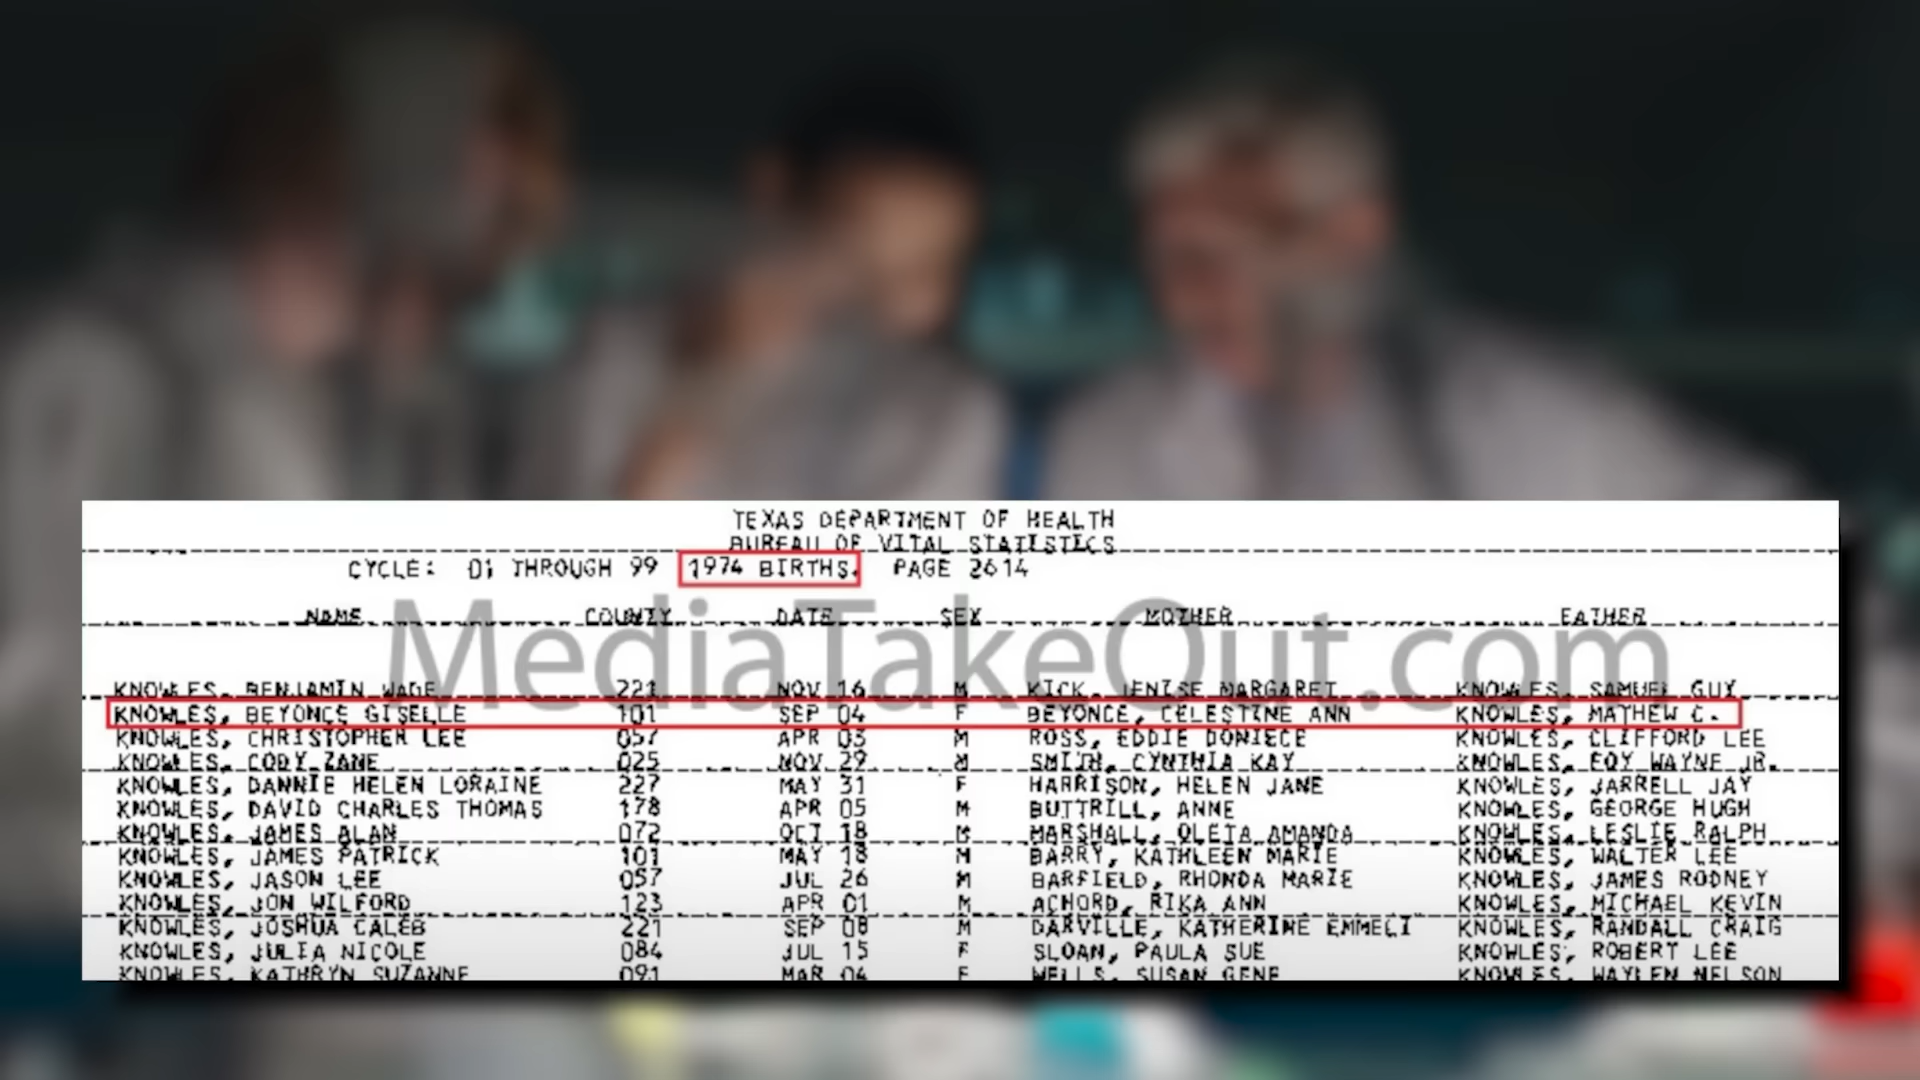 TEXAS DEPARTMENT OF HEALTH
BUREAU OF VITAL STATISTICS
CYCLE: 01 THROUGH 99 1974 BIRTHS. PAGE 2614
NAME COUNTY DATE SEX MOTHER FATHER
MediaTakeOut.com
KNOWLES, BENJAMIN WADE 221 NOV 16 M KICK, JENISE MARGARET KNOWLES, SAMUEL GUY
KNOWLES, BEYONCE GISELLE 101 SEP 04 F BEYONCE, CELESTINE ANN KNOWLES, MATHEW C.
KNOWLES, CHRISTOPHER LEE 057 APR 03 M ROSS, EDDIE DONIECE KNOWLES, CLIFFORD LEE
KNOWLES, CODY ZANE 025 NOV 29 M SMITH, CYNTHIA KAY KNOWLES, FOY WAYNE JR.
KNOWLES, DANNIE HELEN LORAINE 227 MAY 31 F HARRISON, HELEN JANE KNOWLES, JARRELL JAY
KNOWLES, DAVID CHARLES THOMAS 178 APR 05 M BUTTRILL, ANNE KNOWLES, GEORGE HUGH
KNOWLES, JAMES ALAN 072 OCT 18 M MARSHALL, OLETA AMANDA KNOWLES, LESLIE RALPH
KNOWLES, JAMES PATRICK 101 MAY 18 M BARRY, KATHLEEN MARIE KNOWLES, WALTER LEE
KNOWLES, JASON LEE 057 JUL 26 M BARFIELD, RHONDA MARIE KNOWLES, JAMES RODNEY
KNOWLES, JON WILFORD 123 APR 01 M ACHORD, RIKA ANN KNOWLES, MICHAEL KEVIN
KNOWLES, JOSHUA CALEB 221 SEP 08 M DARVILLE, KATHERINE EMMELI KNOWLES, RANDALL CRAIG
KNOWLES, JULIA NICOLE 084 JUL 15 F SLOAN, PAULA SUE KNOWLES, ROBERT LEE
KNOWLES, KATHRYN SUZANNE 091 MAR 04 F WELLS, SUSAN GENE KNOWLES, WAYLEN NELSON